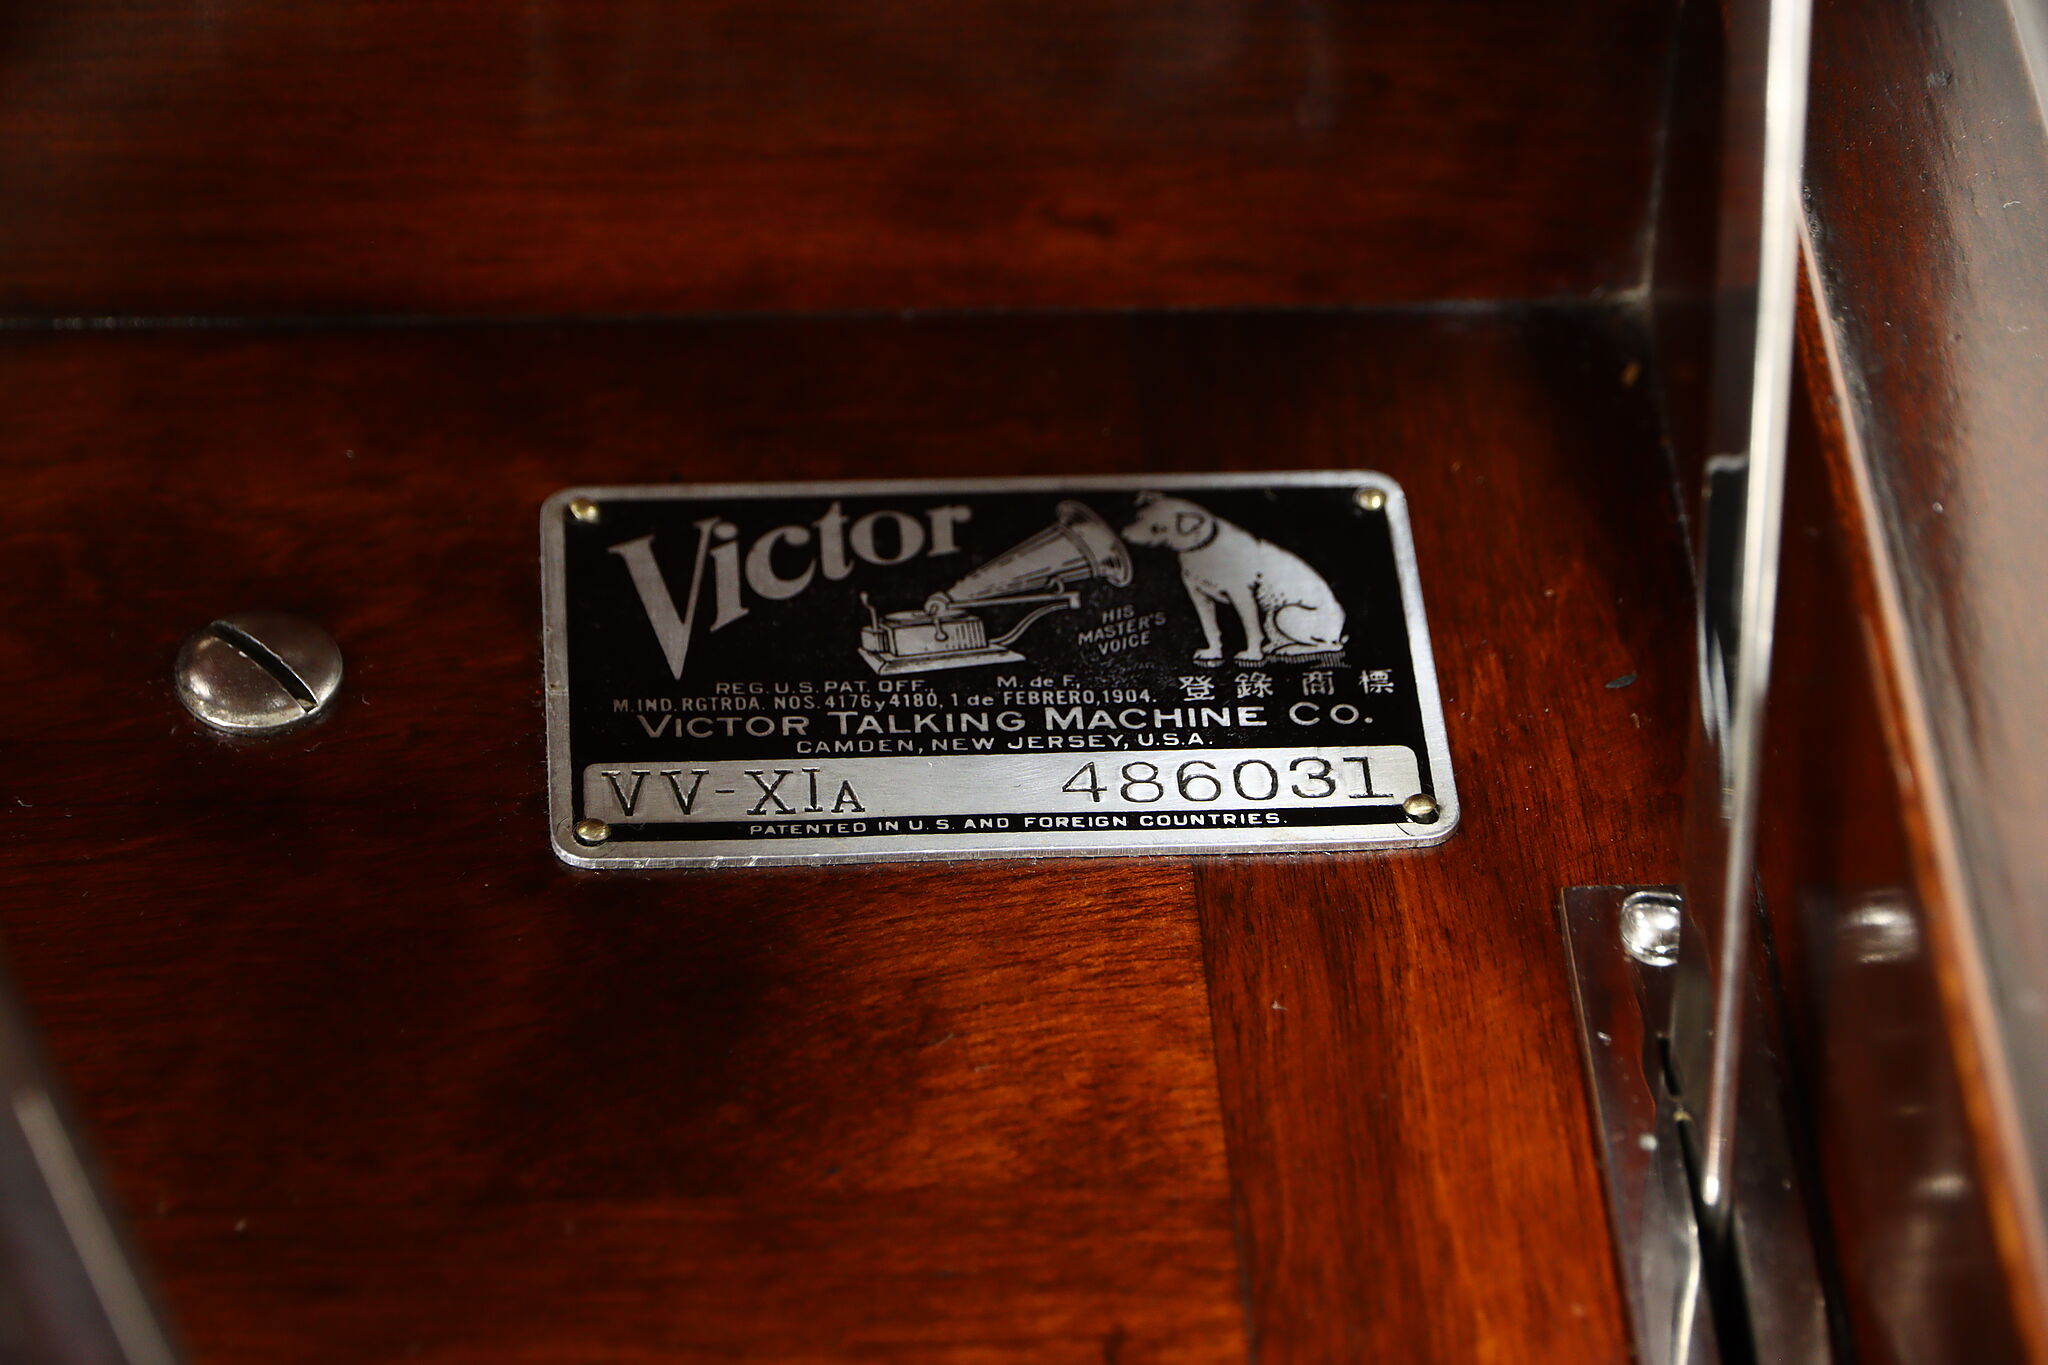 Victor
HIS
MASTER'S
VOICE
REG. U.S. PAT. OFF. M. de F.
M. IND. RGTRDA. NOS. 4176 y 4180, 1 de FEBRERO, 1904. 登錄商標
VICTOR TALKING MACHINE CO.
CAMDEN, NEW JERSEY, U.S.A.
VV-XIA 486031
PATENTED IN U.S. AND FOREIGN COUNTRIES.